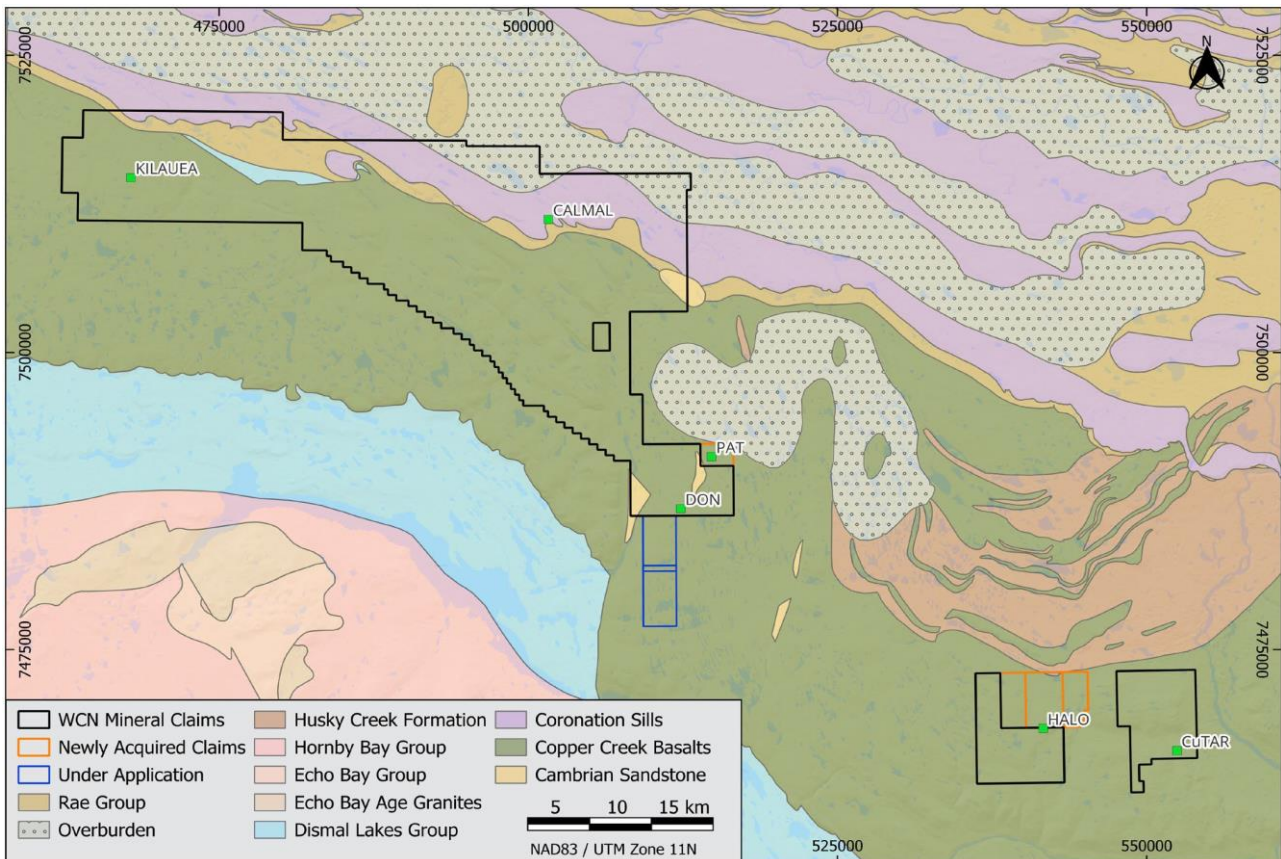 475000
500000
525000
550000
7525000
7525000
N
KILAUEA
CALMAL
7500000
7500000
PAT
DON
7475000
7475000
HALO
CuTAR
WCN Mineral Claims
Newly Acquired Claims
Under Application
Rae Group
Overburden
Husky Creek Formation
Hornby Bay Group
Echo Bay Group
Echo Bay Age Granites
Dismal Lakes Group
Coronation Sills
Copper Creek Basalts
Cambrian Sandstone
5 10 15 km
NAD83 / UTM Zone 11N
525000
550000